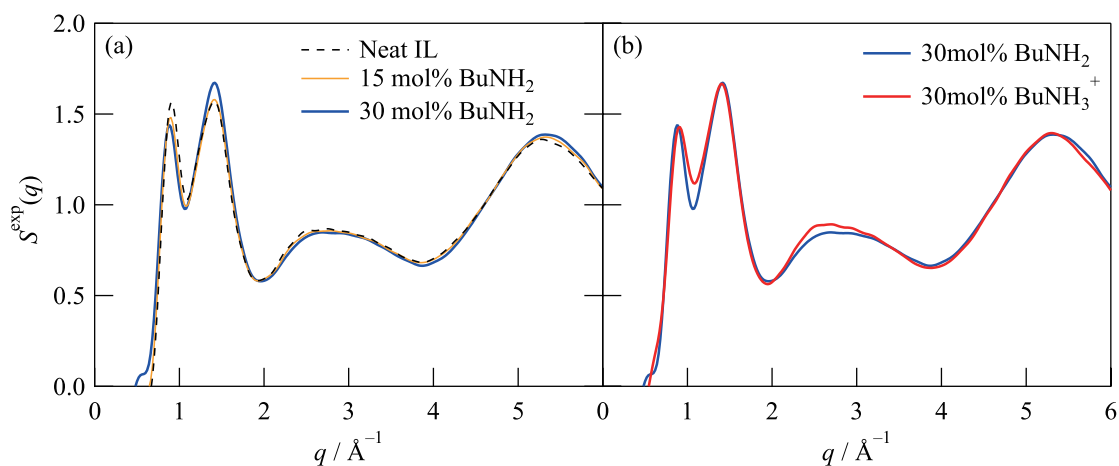 2.0
1.5
1.0
0.5
0.0
S^exp(q)
(a)
Neat IL
15 mol% BuNH₂
30 mol% BuNH₂
0 1 2 3 4 5
q / Å⁻¹
(b)
30mol% BuNH₂
30mol% BuNH₃⁺
0 1 2 3 4 5 6
q / Å⁻¹